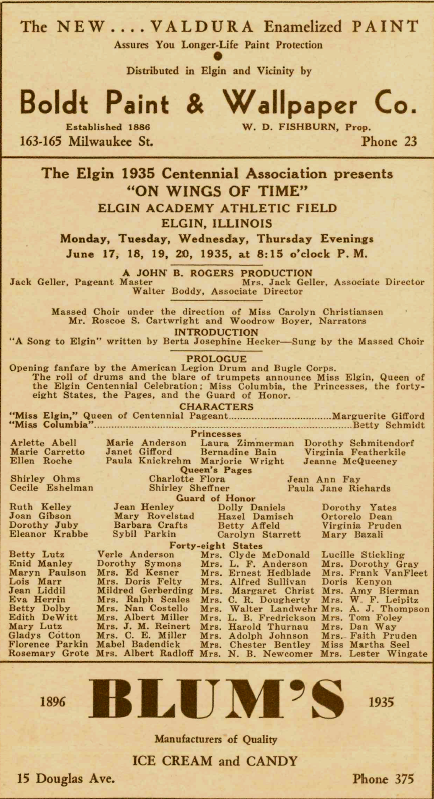 The NEW....VALDURA Enamelized PAINT
Assures You Longer-Life Paint Protection
Distributed in Elgin and Vicinity by
Boldt Paint & Wallpaper Co.
Established 1886 W. D. FISHBURN, Prop.
163-165 Milwaukee St. Phone 23
The Elgin 1935 Centennial Association presents
"ON WINGS OF TIME"
ELGIN ACADEMY ATHLETIC FIELD
ELGIN, ILLINOIS
Monday, Tuesday, Wednesday, Thursday Evenings
June 17, 18, 19, 20, 1935, at 8:15 o'clock P. M.
A JOHN B. ROGERS PRODUCTION
Jack Geller, Pageant Master Mrs. Jack Geller, Associate Director
Walter Boddy, Associate Director
Massed Choir under the direction of Miss Carolyn Christiansen
Mr. Roscoe S. Cartwright and Woodrow Boyer, Narrators
INTRODUCTION
"A Song to Elgin" written by Berta Josephine Hecker—Sung by the Massed Choir
PROLOGUE
Opening fanfare by the American Legion Drum and Bugle Corps.
The roll of drums and the blare of trumpets announce Miss Elgin, Queen of
the Elgin Centennial Celebration; Miss Columbia, the Princesses, the forty-
eight States, the Pages, and the Guard of Honor.
CHARACTERS
"Miss Elgin," Queen of Centennial Pageant..............................Marguerite Gifford
"Miss Columbia"..............................Betty Schmidt
Princesses
Arlette Abell Marie Anderson Laura Zimmerman Dorothy Schmitendorf
Marie Carretto Janet Gifford Bernadine Bain Virginia Featherkile
Ellen Roche Paula Knickrehm Marjorie Wright Jeanne McQueeney
Queen's Pages
Shirley Ohms Charlotte Flora Jean Ann Fay
Cecile Eshelman Shirley Sheffner Paula Jane Richards
Guard of Honor
Ruth Kelley Jean Henley Dolly Daniels Dorothy Yates
Joan Gibson Mary Rovelstad Hazel Damisch Ortorelo Dean
Dorothy Juby Barbara Crafts Betty Affeld Virginia Pruden
Eleanor Krabbe Sybil Parkin Carolyn Starrett Mary Bazali
Forty-eight States
Betty Lutz Verle Anderson Mrs. Clyde McDonald Lucille Stickling
Enid Manley Dorothy Symons Mrs. L. F. Anderson Mrs. Dorothy Gray
Maryn Paulson Mrs. Ed Kesner Mrs. Ernest Hedblade Mrs. Frank VanFleet
Lois Marr Mrs. Doris Felty Mrs. Alfred Sullivan Doris Kenyon
Jean Liddil Mildred Gerberding Mrs. Margaret Christ Mrs. Amy Bierman
Eva Herrin Mrs. Ralph Scales Mrs. C. R. Dougherty Mrs. W. F. Leipitz
Betty Dolby Mrs. Nan Costello Mrs. Walter Landwehr Mrs. A. J. Thompson
Edith DeWitt Mrs. Albert Miller Mrs. L. B. Fredrickson Mrs. Tom Foley
Mary Lutz Mrs. J. M. Reinert Mrs. Harold Thurnau Mrs. Dan Way
Gladys Cotton Mrs. C. E. Miller Mrs. Adolph Johnson Mrs. Faith Pruden
Florence Parkin Mabel Badendick Mrs. Chester Bentley Miss Martha Seel
Rosemary Grote Mrs. Albert Radloff Mrs. N. B. Newcomer Mrs. Lester Wingate
1896 BLUM'S 1935
Manufacturers of Quality
ICE CREAM and CANDY
15 Douglas Ave. Phone 375